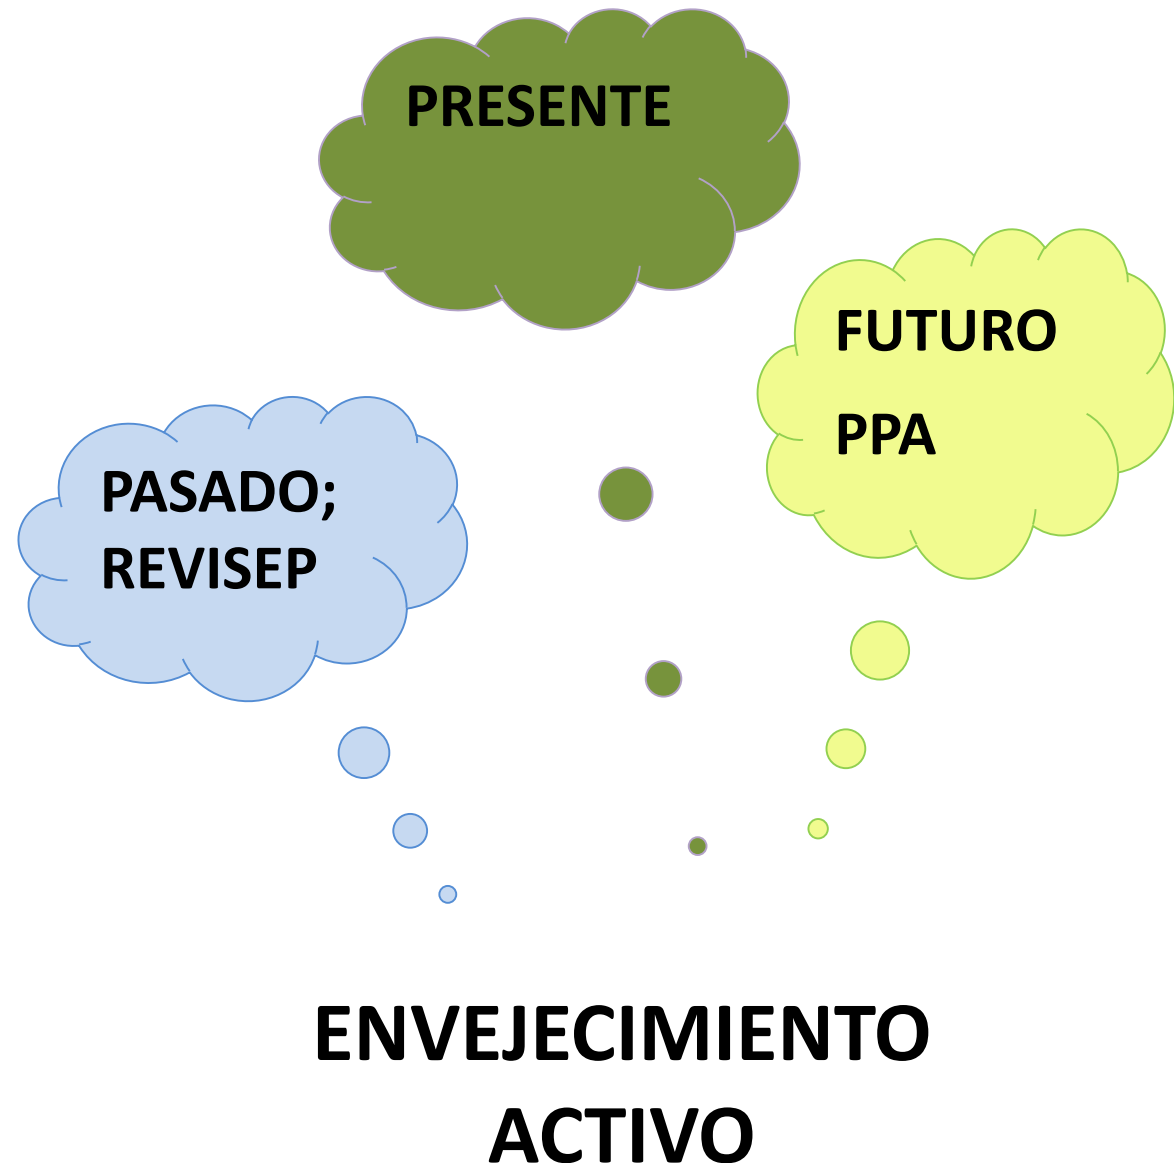 PRESENTE
FUTURO
PPA
PASADO;
REVISEP
ENVEJECIMIENTO
ACTIVO